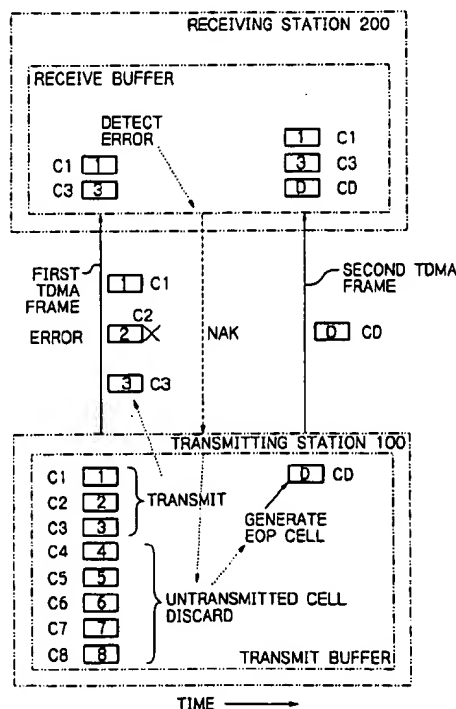 RECEIVING STATION 200
RECEIVE BUFFER
DETECT
ERROR
1 C1
C1 1
3 C3
C3 3
D CD
FIRST
TDMA
FRAME
SECOND TDMA
FRAME
1 C1
C2
ERROR
2
NAK
D CD
3 C3
TRANSMITTING STATION 100
C1 1
D CD
C2 2
TRANSMIT
C3 3
GENERATE
EOP CELL
C4 4
C5 5
C6 6
UNTRANSMITTED CELL
DISCARD
C7 7
C8 8
TRANSMIT BUFFER
TIME